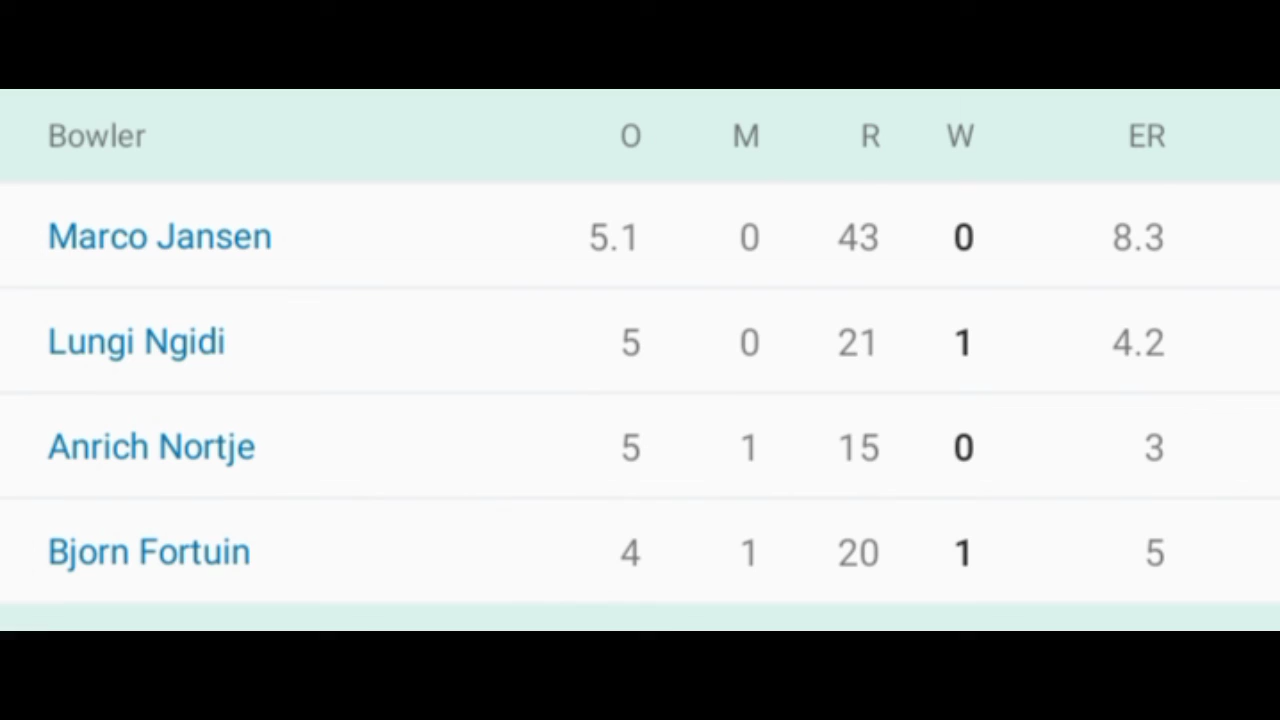 Bowler O M R W ER
Marco Jansen 5.1 0 43 0 8.3
Lungi Ngidi 5 0 21 1 4.2
Anrich Nortje 5 1 15 0 3
Bjorn Fortuin 4 1 20 1 5